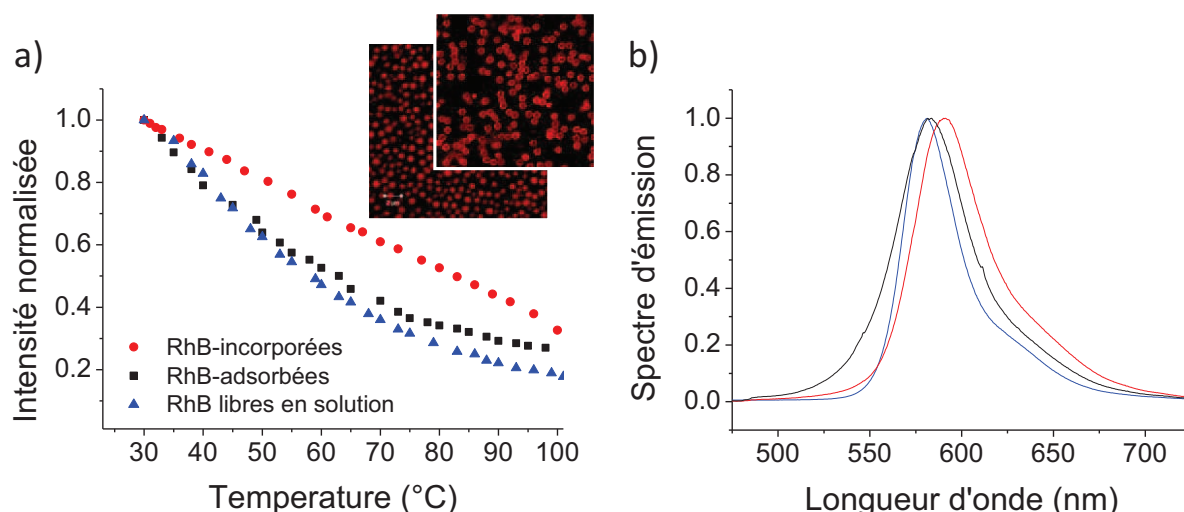 a)
Intensité normalisée
1.0
0.8
0.6
0.4
0.2
30 40 50 60 70 80 90 100
Temperature (°C)
RhB-incorporées
RhB-adsorbées
RhB libres en solution
b)
Spectre d'émission
1.0
0.8
0.6
0.4
0.2
0.0
500 550 600 650 700
Longueur d'onde (nm)